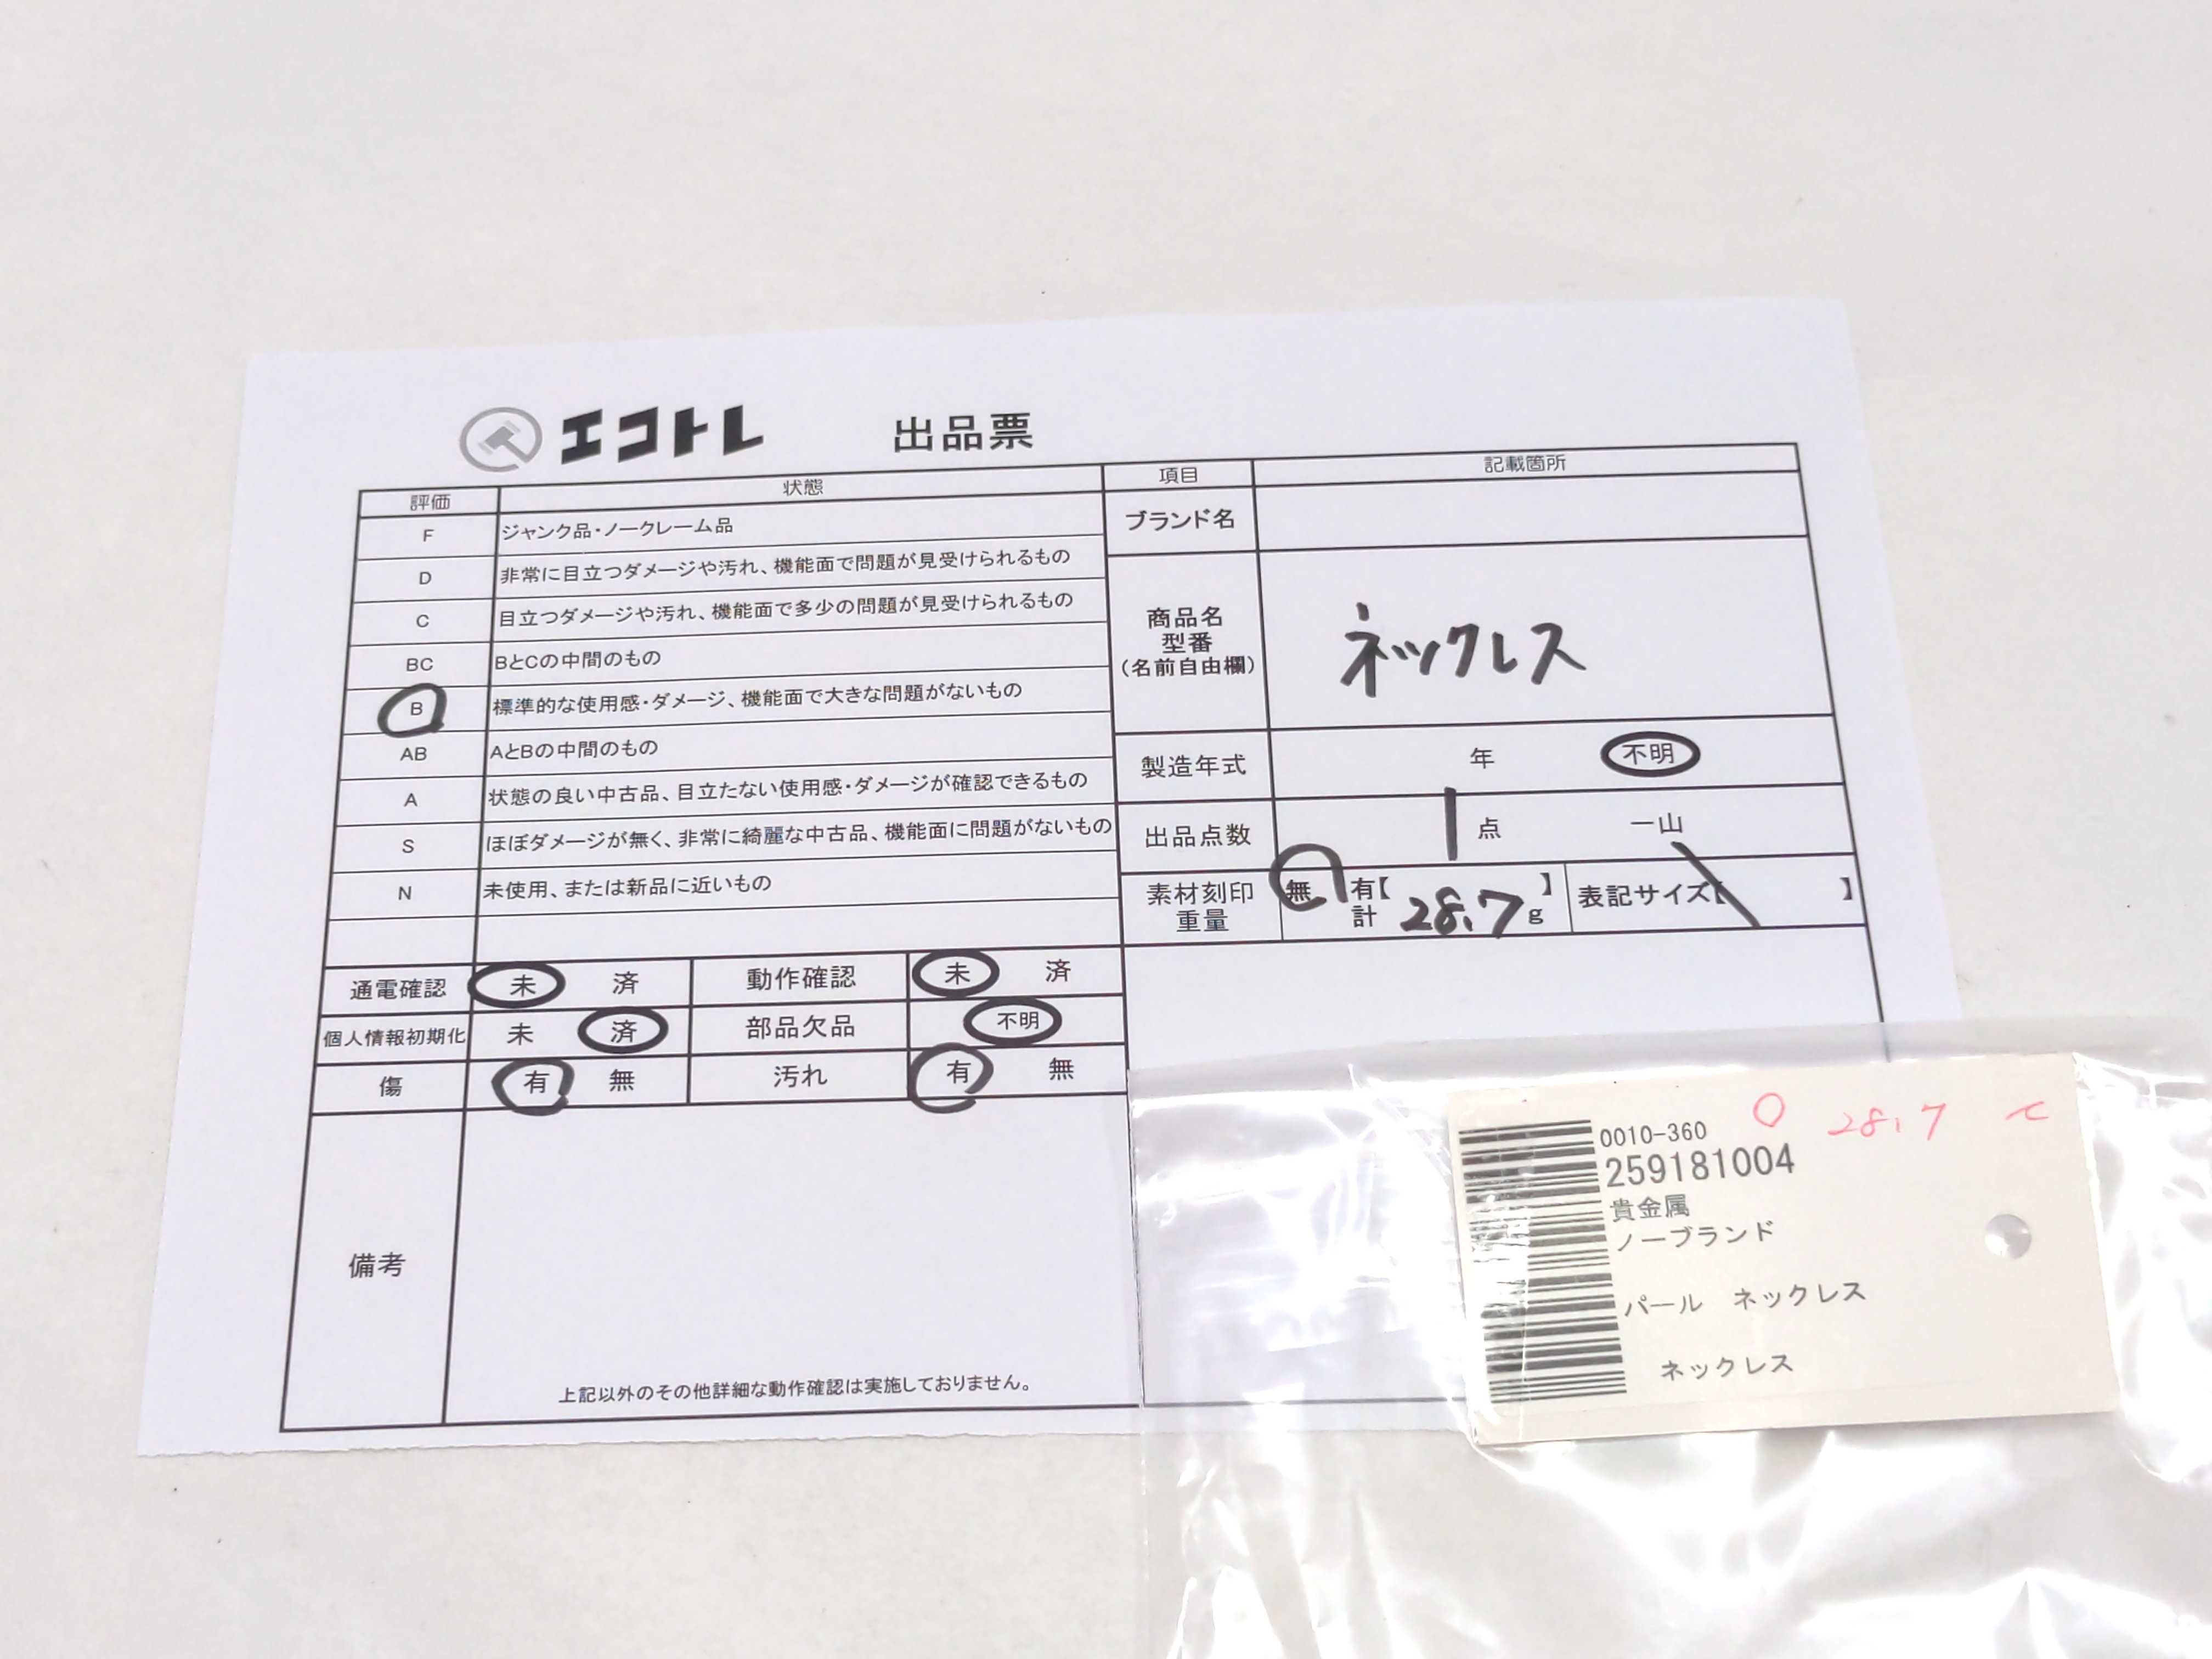 エコトレ 出品票
評価 状態
F ジャンク品・ノークレーム品
D 非常に目立つダメージや汚れ、機能面で問題が見受けられるもの
C 目立つダメージや汚れ、機能面で多少の問題が見受けられるもの
BC BとCの中間のもの
B 標準的な使用感・ダメージ、機能面で大きな問題がないもの
AB AとBの中間のもの
A 状態の良い中古品、目立たない使用感・ダメージが確認できるもの
S ほぼダメージが無く、非常に綺麗な中古品、機能面に問題がないもの
N 未使用、または新品に近いもの
項目 記載箇所
ブランド名
商品名
型番
(名前自由欄)
ネックレス
製造年式 年 不明
出品点数 1 点 一山
素材刻印 無 有【 】 表記サイズ【 】
重量 計 28.7 g
通電確認 未 済 動作確認 未 済
個人情報初期化 未 済 部品欠品 不明
傷 有 無 汚れ 有 無
備考
上記以外のその他詳細な動作確認は実施しておりません。
0010-360 28.7
259181004
貴金属
ノーブランド
パール ネックレス
ネックレス